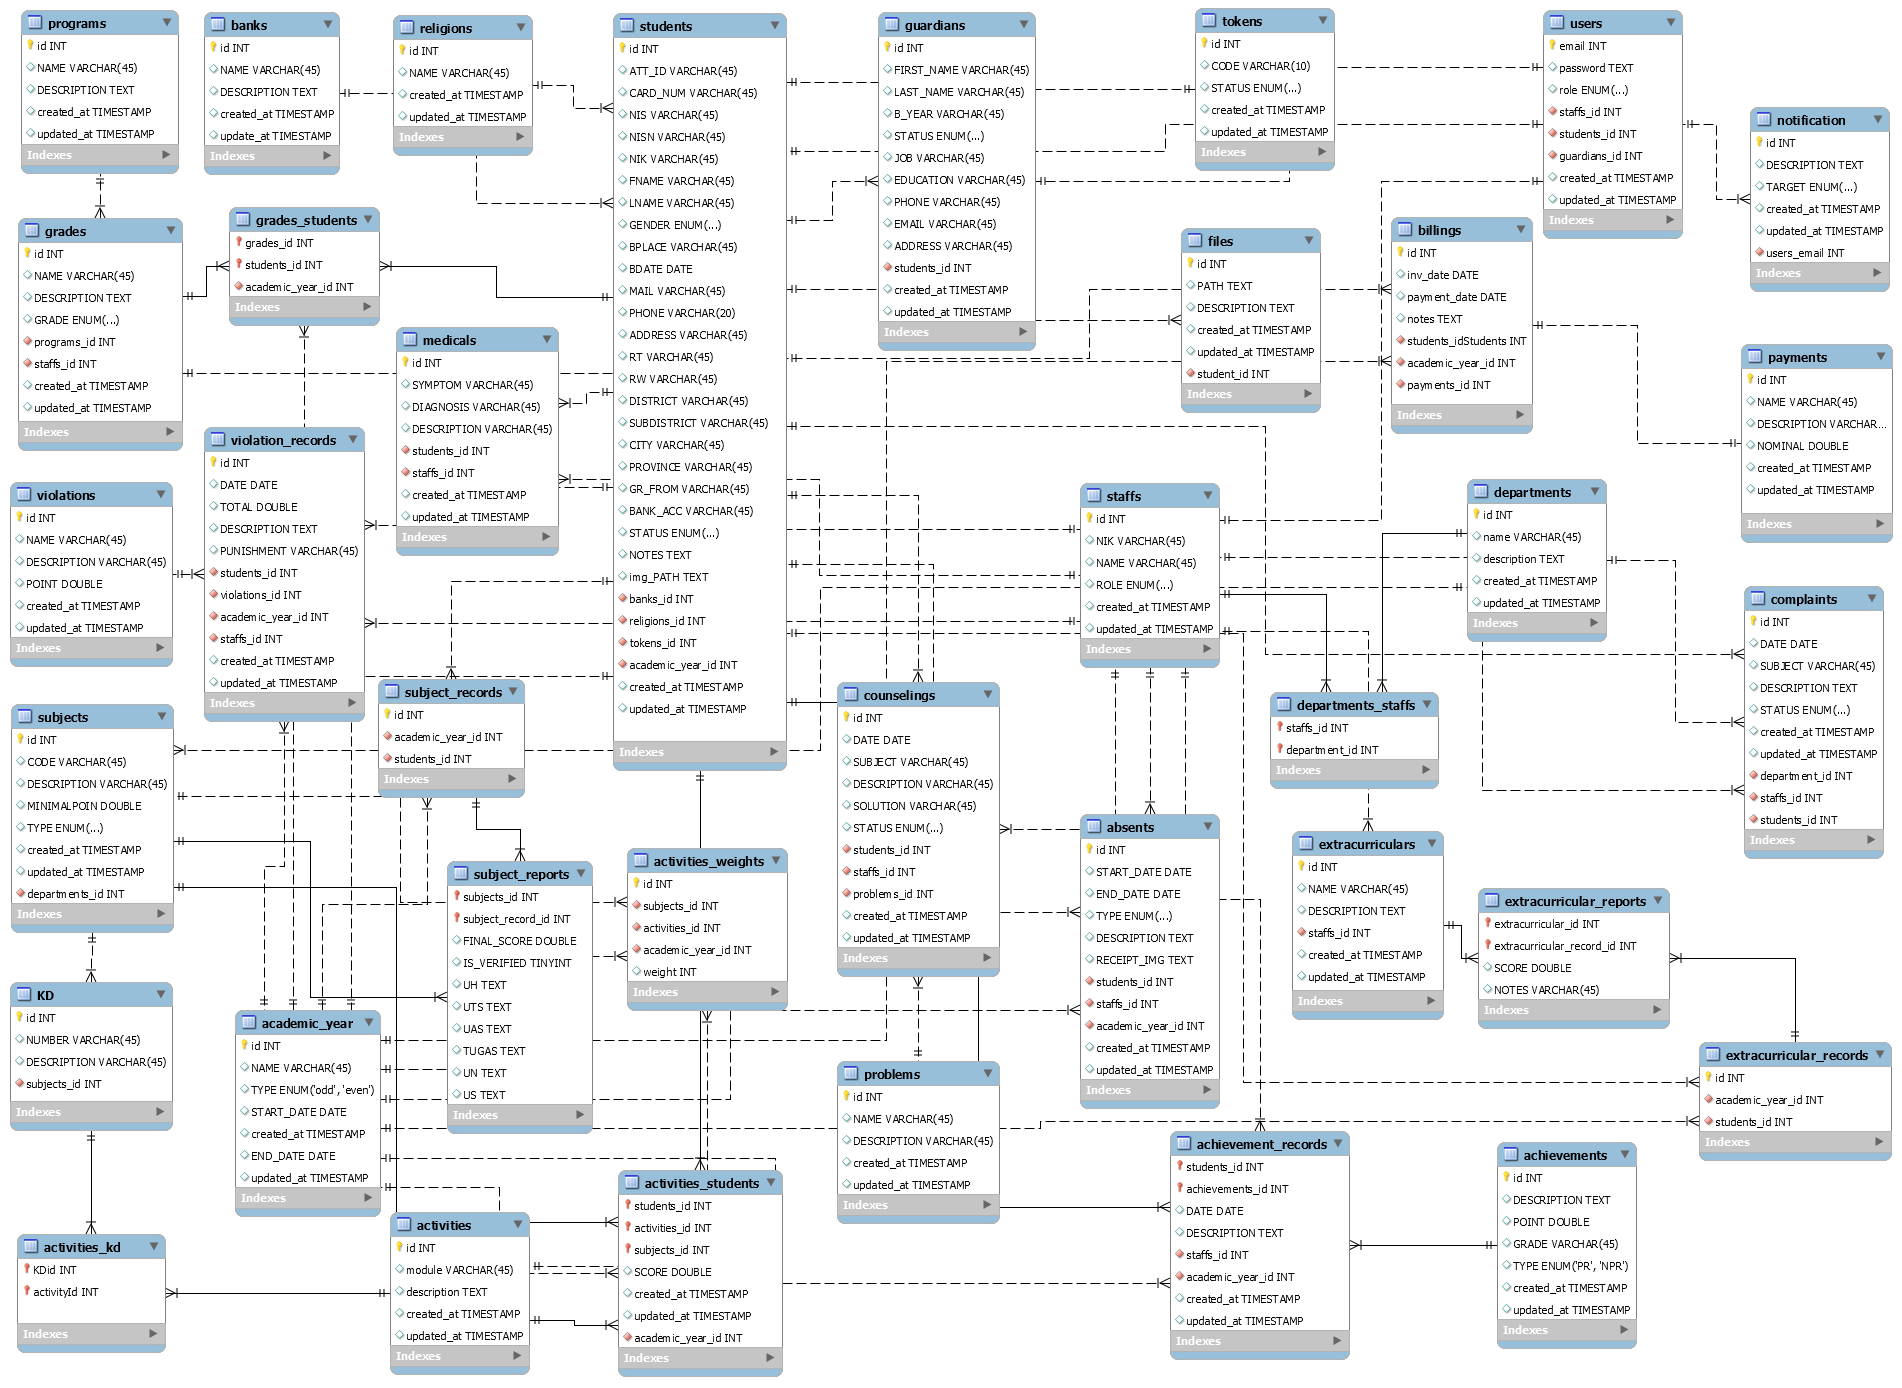 programs
id INT
NAME VARCHAR(45)
DESCRIPTION TEXT
created_at TIMESTAMP
updated_at TIMESTAMP
Indexes
banks
id INT
NAME VARCHAR(45)
DESCRIPTION TEXT
created_at TIMESTAMP
update_at TIMESTAMP
Indexes
religions
id INT
NAME VARCHAR(45)
created_at TIMESTAMP
updated_at TIMESTAMP
Indexes
students
id INT
ATT_ID VARCHAR(45)
CARD_NUM VARCHAR(45)
NIS VARCHAR(45)
NISN VARCHAR(45)
NIK VARCHAR(45)
FNAME VARCHAR(45)
LNAME VARCHAR(45)
GENDER ENUM(...)
BPLACE VARCHAR(45)
BDATE DATE
MAIL VARCHAR(45)
PHONE VARCHAR(20)
ADDRESS VARCHAR(45)
RT VARCHAR(45)
RW VARCHAR(45)
DISTRICT VARCHAR(45)
SUBDISTRICT VARCHAR(45)
CITY VARCHAR(45)
PROVINCE VARCHAR(45)
GR_FROM VARCHAR(45)
BANK_ACC VARCHAR(45)
STATUS ENUM(...)
NOTES TEXT
img_PATH TEXT
banks_id INT
religions_id INT
tokens_id INT
academic_year_id INT
created_at TIMESTAMP
updated_at TIMESTAMP
Indexes
guardians
id INT
FIRST_NAME VARCHAR(45)
LAST_NAME VARCHAR(45)
B_YEAR VARCHAR(45)
STATUS ENUM(...)
JOB VARCHAR(45)
EDUCATION VARCHAR(45)
PHONE VARCHAR(45)
EMAIL VARCHAR(45)
ADDRESS VARCHAR(45)
students_id INT
created_at TIMESTAMP
updated_at TIMESTAMP
Indexes
tokens
id INT
CODE VARCHAR(10)
STATUS ENUM(...)
created_at TIMESTAMP
updated_at TIMESTAMP
Indexes
users
email INT
password TEXT
role ENUM(...)
staffs_id INT
students_id INT
guardians_id INT
created_at TIMESTAMP
updated_at TIMESTAMP
Indexes
notification
id INT
DESCRIPTION TEXT
TARGET ENUM(...)
created_at TIMESTAMP
updated_at TIMESTAMP
users_email INT
Indexes
grades
id INT
NAME VARCHAR(45)
DESCRIPTION TEXT
GRADE ENUM(...)
programs_id INT
staffs_id INT
created_at TIMESTAMP
updated_at TIMESTAMP
Indexes
grades_students
grades_id INT
students_id INT
academic_year_id INT
Indexes
medicals
id INT
SYMPTOM VARCHAR(45)
DIAGNOSIS VARCHAR(45)
DESCRIPTION VARCHAR(45)
students_id INT
staffs_id INT
created_at TIMESTAMP
updated_at TIMESTAMP
Indexes
files
id INT
PATH TEXT
DESCRIPTION TEXT
created_at TIMESTAMP
updated_at TIMESTAMP
student_id INT
Indexes
billings
id INT
inv_date DATE
payment_date DATE
notes TEXT
students_idStudents INT
academic_year_id INT
payments_id INT
Indexes
payments
id INT
NAME VARCHAR(45)
DESCRIPTION VARCHAR...
NOMINAL DOUBLE
created_at TIMESTAMP
updated_at TIMESTAMP
Indexes
violations
id INT
NAME VARCHAR(45)
DESCRIPTION VARCHAR(45)
POINT DOUBLE
created_at TIMESTAMP
updated_at TIMESTAMP
Indexes
violation_records
id INT
DATE DATE
TOTAL DOUBLE
DESCRIPTION TEXT
PUNISHMENT VARCHAR(45)
students_id INT
violations_id INT
academic_year_id INT
staffs_id INT
created_at TIMESTAMP
updated_at TIMESTAMP
Indexes
staffs
id INT
NIK VARCHAR(45)
NAME VARCHAR(45)
ROLE ENUM(...)
created_at TIMESTAMP
updated_at TIMESTAMP
Indexes
departments
id INT
name VARCHAR(45)
description TEXT
created_at TIMESTAMP
updated_at TIMESTAMP
Indexes
complaints
id INT
DATE DATE
SUBJECT VARCHAR(45)
DESCRIPTION TEXT
STATUS ENUM(...)
created_at TIMESTAMP
updated_at TIMESTAMP
department_id INT
staffs_id INT
students_id INT
Indexes
subjects
id INT
CODE VARCHAR(45)
DESCRIPTION VARCHAR(45)
MINIMALPOIN DOUBLE
TYPE ENUM(...)
created_at TIMESTAMP
updated_at TIMESTAMP
departments_id INT
Indexes
subject_records
id INT
academic_year_id INT
students_id INT
Indexes
counselings
id INT
DATE DATE
SUBJECT VARCHAR(45)
DESCRIPTION VARCHAR(45)
SOLUTION VARCHAR(45)
STATUS ENUM(...)
students_id INT
staffs_id INT
problems_id INT
created_at TIMESTAMP
updated_at TIMESTAMP
Indexes
departments_staffs
staffs_id INT
department_id INT
Indexes
subject_reports
subjects_id INT
subject_record_id INT
FINAL_SCORE DOUBLE
IS_VERIFIED TINYINT
UH TEXT
UTS TEXT
UAS TEXT
TUGAS TEXT
UN TEXT
US TEXT
Indexes
activities_weights
id INT
subjects_id INT
activities_id INT
academic_year_id INT
weight INT
Indexes
absents
id INT
START_DATE DATE
END_DATE DATE
TYPE ENUM(...)
DESCRIPTION TEXT
RECEIPT_IMG TEXT
students_id INT
staffs_id INT
academic_year_id INT
created_at TIMESTAMP
updated_at TIMESTAMP
Indexes
extracurriculars
id INT
NAME VARCHAR(45)
DESCRIPTION TEXT
staffs_id INT
created_at TIMESTAMP
updated_at TIMESTAMP
Indexes
extracurricular_reports
extracurricular_id INT
extracurricular_record_id INT
SCORE DOUBLE
NOTES VARCHAR(45)
Indexes
KD
id INT
NUMBER VARCHAR(45)
DESCRIPTION VARCHAR(45)
subjects_id INT
Indexes
academic_year
id INT
NAME VARCHAR(45)
TYPE ENUM('odd', 'even')
START_DATE DATE
created_at TIMESTAMP
END_DATE DATE
updated_at TIMESTAMP
Indexes
problems
id INT
NAME VARCHAR(45)
DESCRIPTION VARCHAR(45)
created_at TIMESTAMP
updated_at TIMESTAMP
Indexes
extracurricular_records
id INT
academic_year_id INT
students_id INT
Indexes
activities_kd
KDid INT
activityId INT
Indexes
activities
id INT
module VARCHAR(45)
description TEXT
created_at TIMESTAMP
updated_at TIMESTAMP
Indexes
activities_students
students_id INT
activities_id INT
subjects_id INT
SCORE DOUBLE
created_at TIMESTAMP
updated_at TIMESTAMP
academic_year_id INT
Indexes
achievement_records
students_id INT
achievements_id INT
DATE DATE
DESCRIPTION TEXT
staffs_id INT
academic_year_id INT
created_at TIMESTAMP
updated_at TIMESTAMP
Indexes
achievements
id INT
DESCRIPTION TEXT
POINT DOUBLE
GRADE VARCHAR(45)
TYPE ENUM('PR', 'NPR')
created_at TIMESTAMP
updated_at TIMESTAMP
Indexes